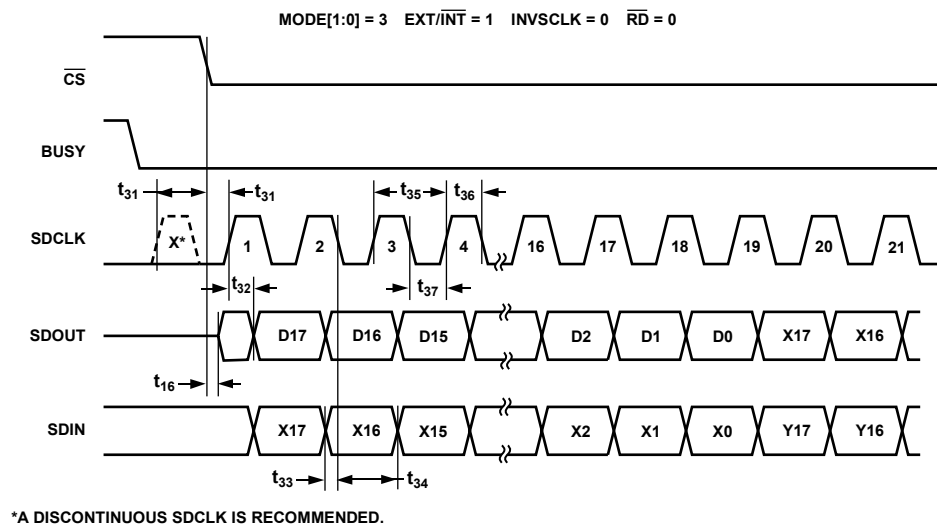 MODE[1:0] = 3 EXT/INT = 1 INVSCLK = 0 RD = 0
CS
BUSY
t31 t31 t35 t36
SDCLK X* 1 2 3 4 16 17 18 19 20 21
t32 t37
SDOUT D17 D16 D15 D2 D1 D0 X17 X16
t16
SDIN X17 X16 X15 X2 X1 X0 Y17 Y16
t33 t34
*A DISCONTINUOUS SDCLK IS RECOMMENDED.